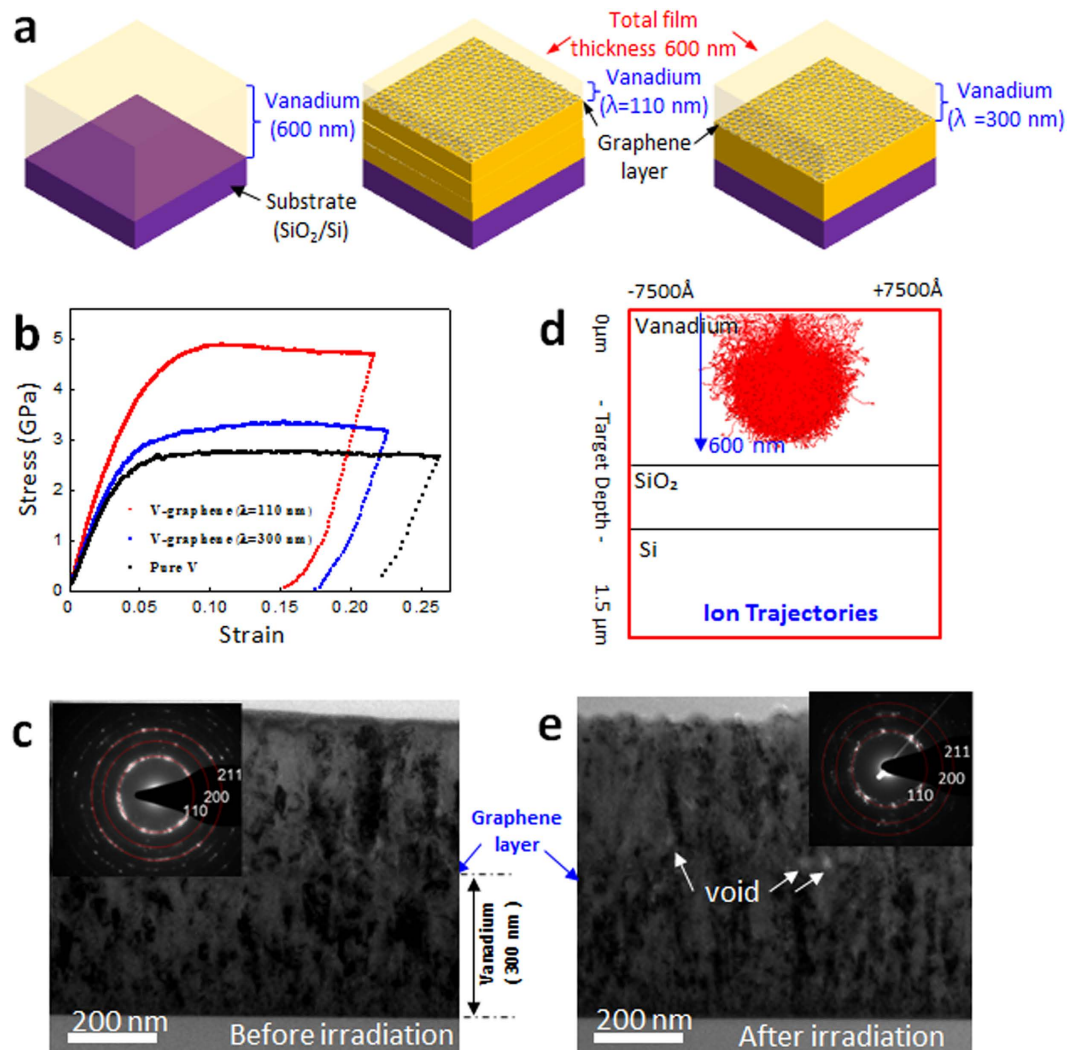 a
Vanadium
(600 nm)
Substrate
(SiO₂/Si)
Total film
thickness 600 nm
Vanadium
(λ=110 nm)
Graphene
layer
Vanadium
(λ =300 nm)
b
Stress (GPa)
5
4
3
2
1
0
V-graphene (λ=110 nm)
V-graphene (λ=300 nm)
Pure V
0
0.05
0.10
0.15
0.20
0.25
Strain
d
-7500Å
+7500Å
0µm
- Target Depth -
1.5 µm
Vanadium
600 nm
SiO₂
Si
Ion Trajectories
c
211
200
110
200 nm
Before irradiation
Graphene
layer
Vanadium
(300 nm)
e
211
200
110
void
200 nm
After irradiation